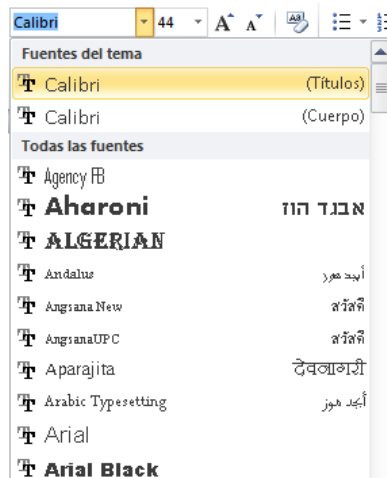 Calibri 44
Fuentes del tema
Calibri (Títulos)
Calibri (Cuerpo)
Todas las fuentes
Agency FB
Aharoni אבגד הוז
ALGERIAN
Andalus أبجد هوز
Angsana New สวัสดี
AngsanaUPC สวัสดี
Aparajita देवनागरी
Arabic Typesetting أبجد هوز
Arial
Arial Black